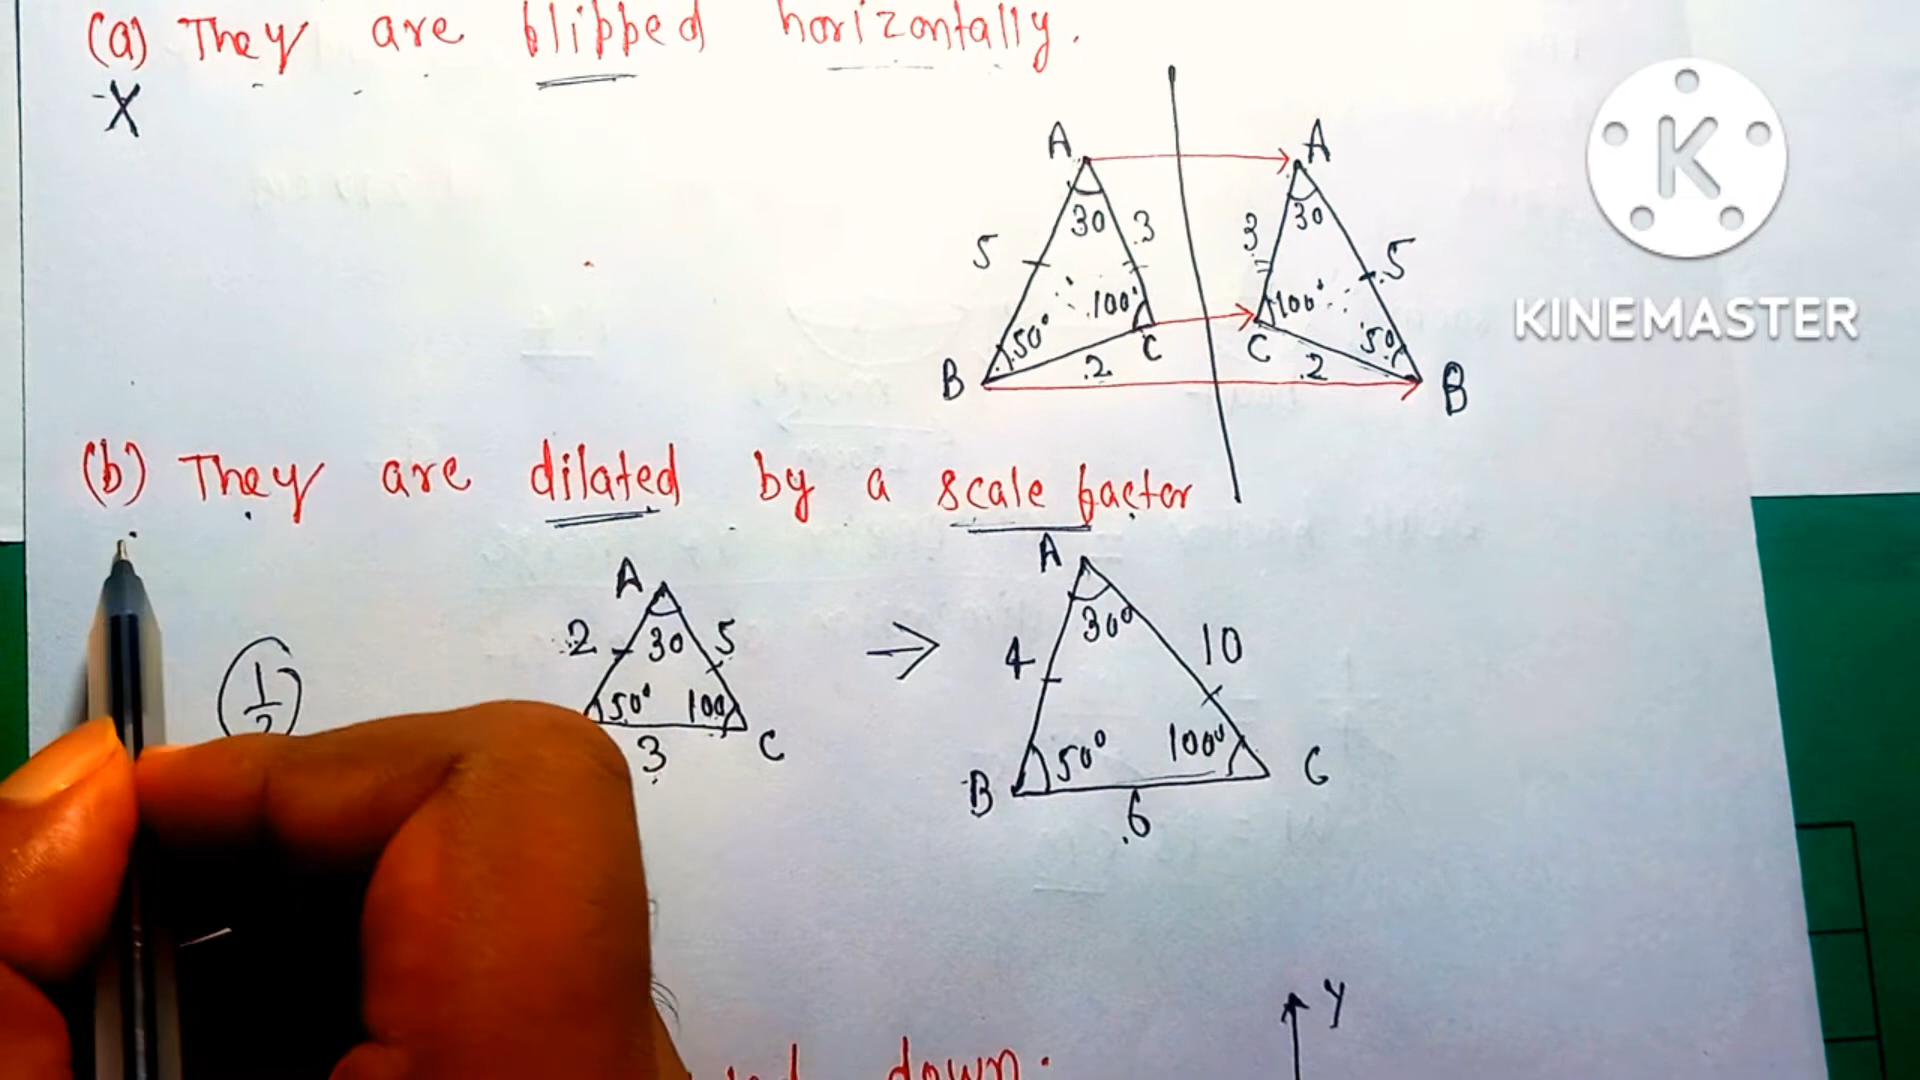 (a) They are flipped horizontally.
X
A A
30 3 3 30
5 5
100° 100°
50° 50°
B 2 C C 2 B
K
KINEMASTER
(b) They are dilated by a scale factor
A A
2 30 5 → 4 30° 10
1
50° 100 50° 100°
3 C B 6 C
Y
down.